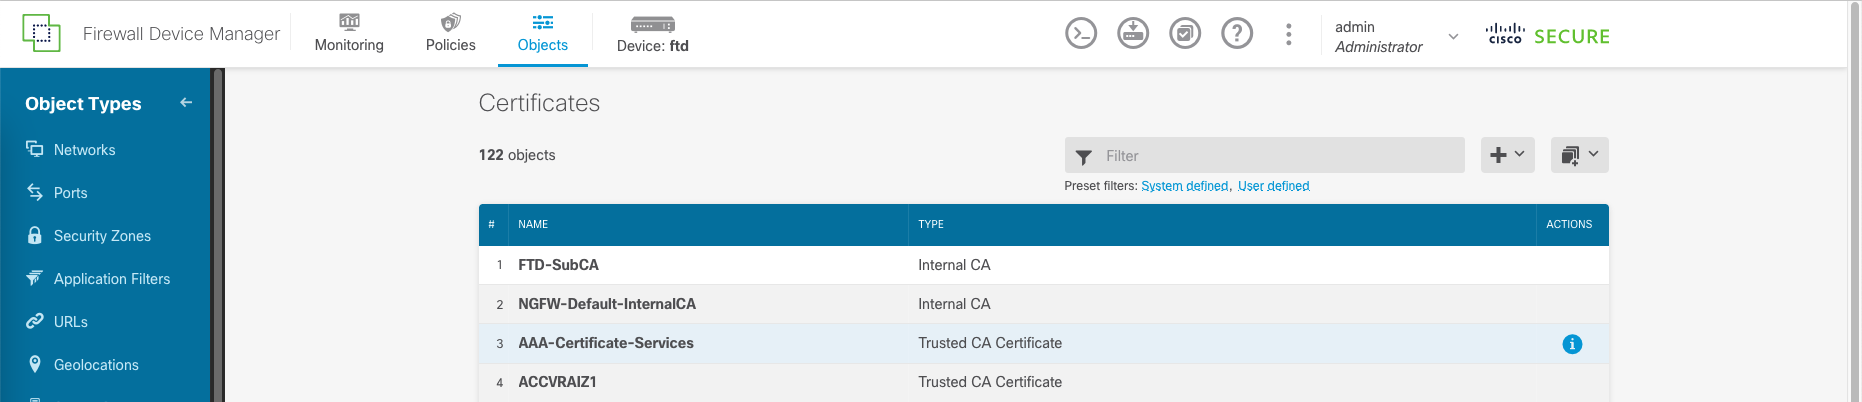 Firewall Device Manager
Monitoring
Policies
Objects
Device: ftd
admin
Administrator
CISCO SECURE
Object Types
Networks
Ports
Security Zones
Application Filters
URLs
Geolocations
Certificates
122 objects
Filter
Preset filters: System defined, User defined
# NAME TYPE ACTIONS
1 FTD-SubCA Internal CA
2 NGFW-Default-InternalCA Internal CA
3 AAA-Certificate-Services Trusted CA Certificate
4 ACCVRAIZ1 Trusted CA Certificate